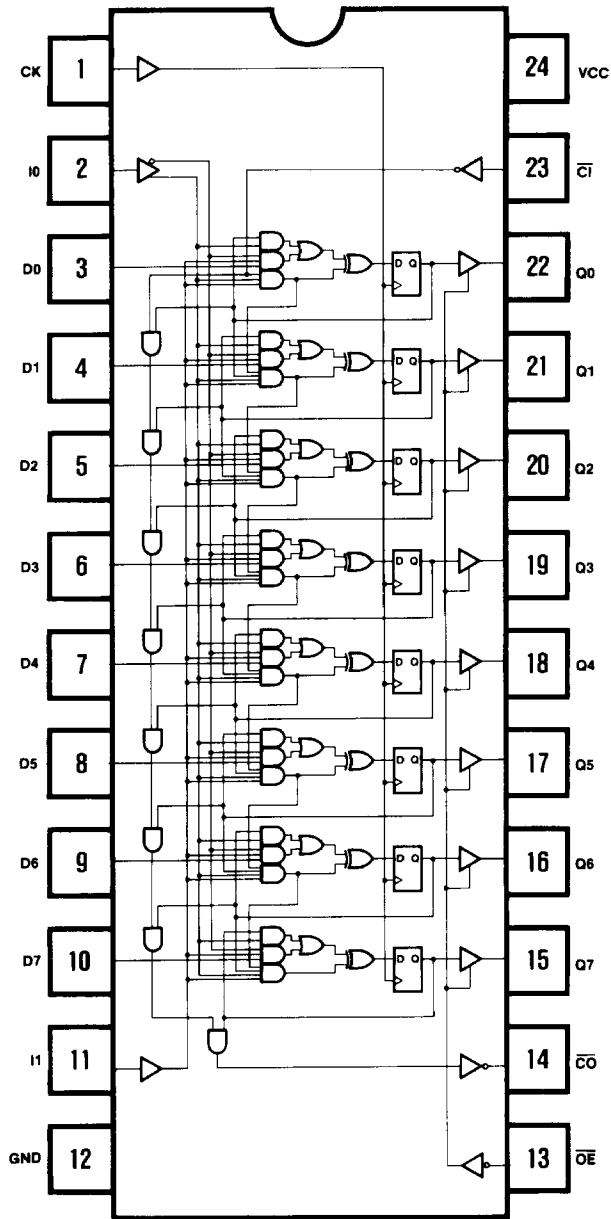 CK 1 24 VCC
I0 2 23 CI
D0 3 22 Q0
D Q
D1 4 21 Q1
D Q
D2 5 20 Q2
D Q
D3 6 19 Q3
D Q
D4 7 18 Q4
D Q
D5 8 17 Q5
D Q
D6 9 16 Q6
D Q
D7 10 15 Q7
D Q
I1 11 14 CO
GND 12 13 OE